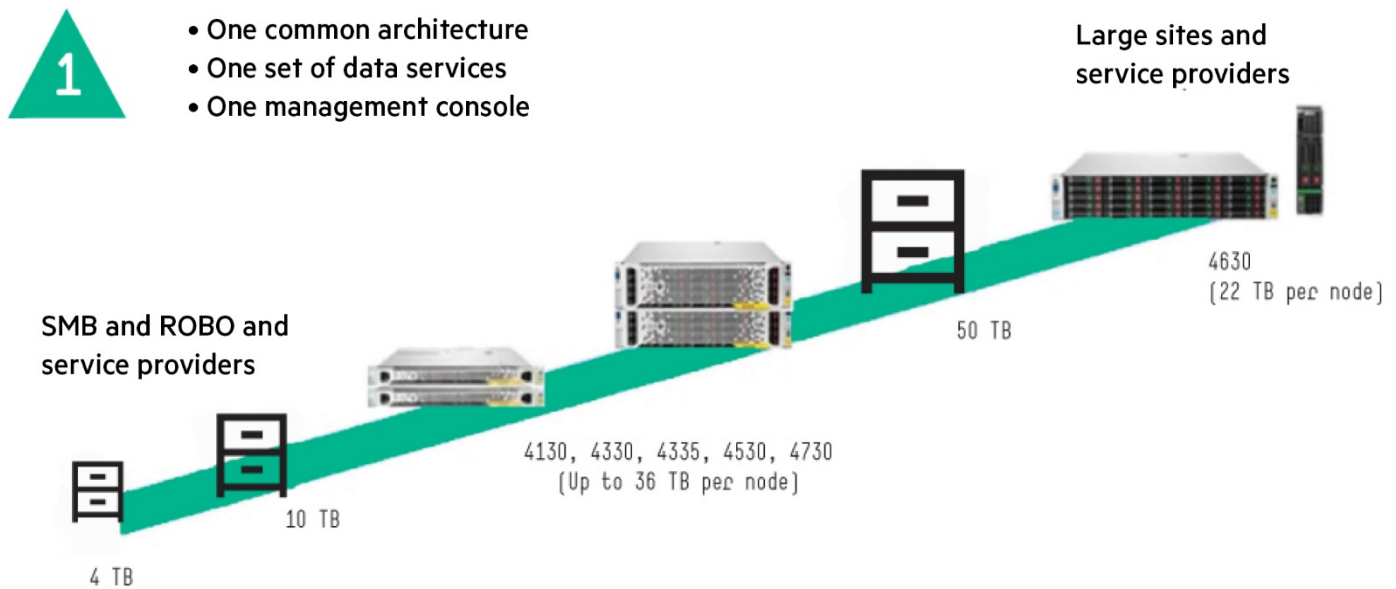 1
• One common architecture
• One set of data services
• One management console
Large sites and
service providers
4630
(22 TB per node)
50 TB
SMB and ROBO and
service providers
4130, 4330, 4335, 4530, 4730
(Up to 36 TB per node)
10 TB
4 TB